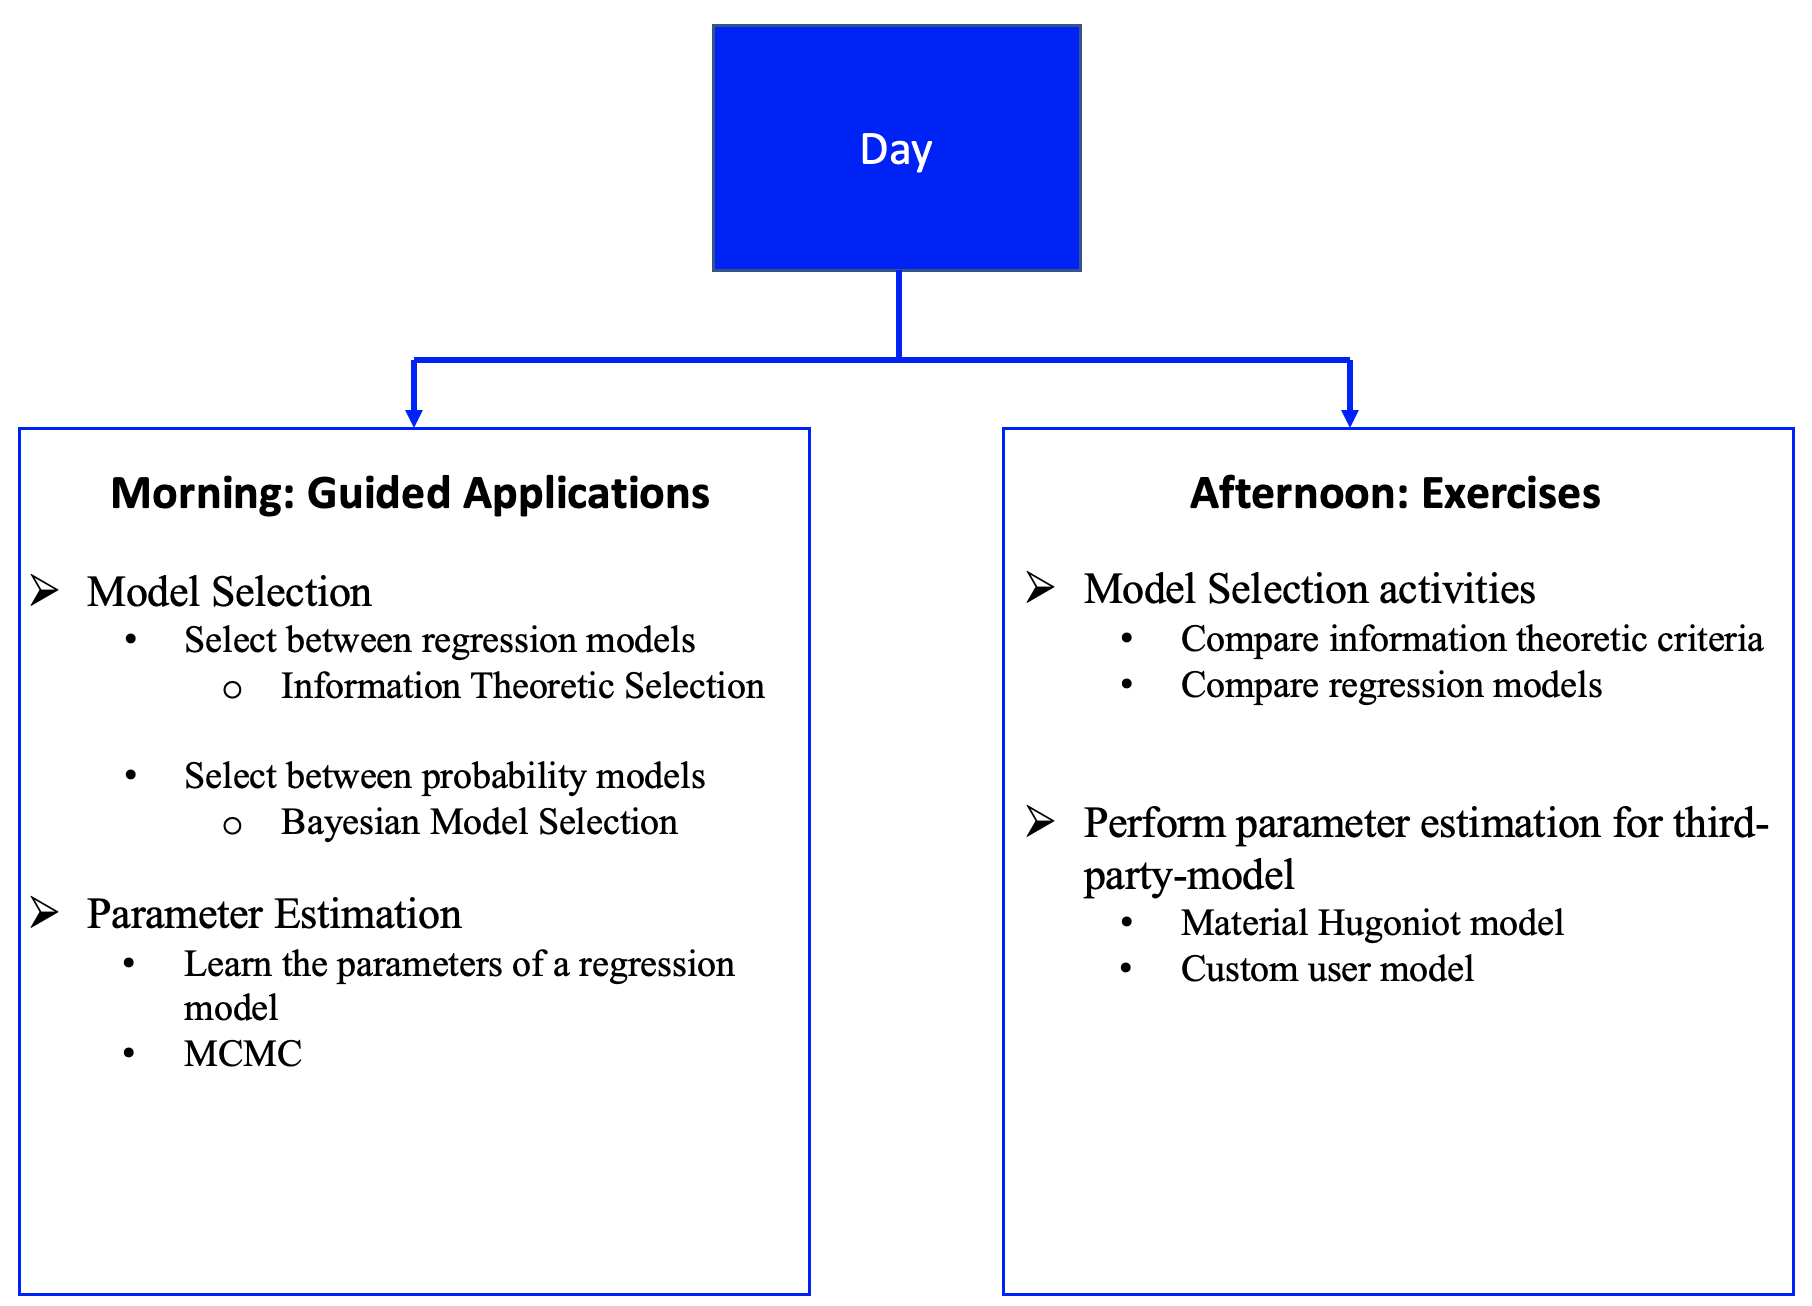 Day
Morning: Guided Applications
Model Selection
Select between regression models
Information Theoretic Selection
Select between probability models
Bayesian Model Selection
Parameter Estimation
Learn the parameters of a regression
model
MCMC
Afternoon: Exercises
Model Selection activities
Compare information theoretic criteria
Compare regression models
Perform parameter estimation for third-
party-model
Material Hugoniot model
Custom user model